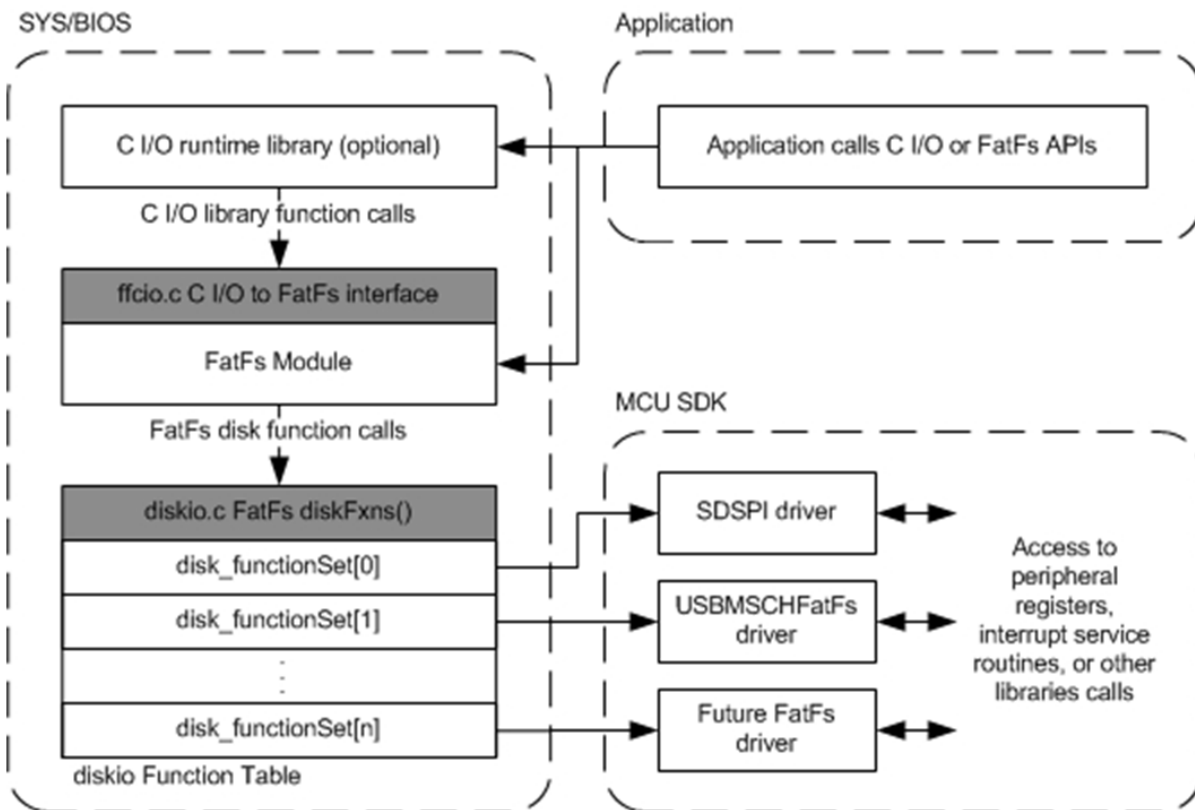 SYS/BIOS
C I/O runtime library (optional)
C I/O library function calls
ffcio.c C I/O to FatFs interface
FatFs Module
FatFs disk function calls
diskio.c FatFs diskFxns()
disk_functionSet[0]
disk_functionSet[1]
⋮
disk_functionSet[n]
diskio Function Table
Application
Application calls C I/O or FatFs APIs
MCU SDK
SDSPI driver
USBMSCHFatFs
driver
Future FatFs
driver
Access to
peripheral
registers,
interrupt service
routines, or other
libraries calls